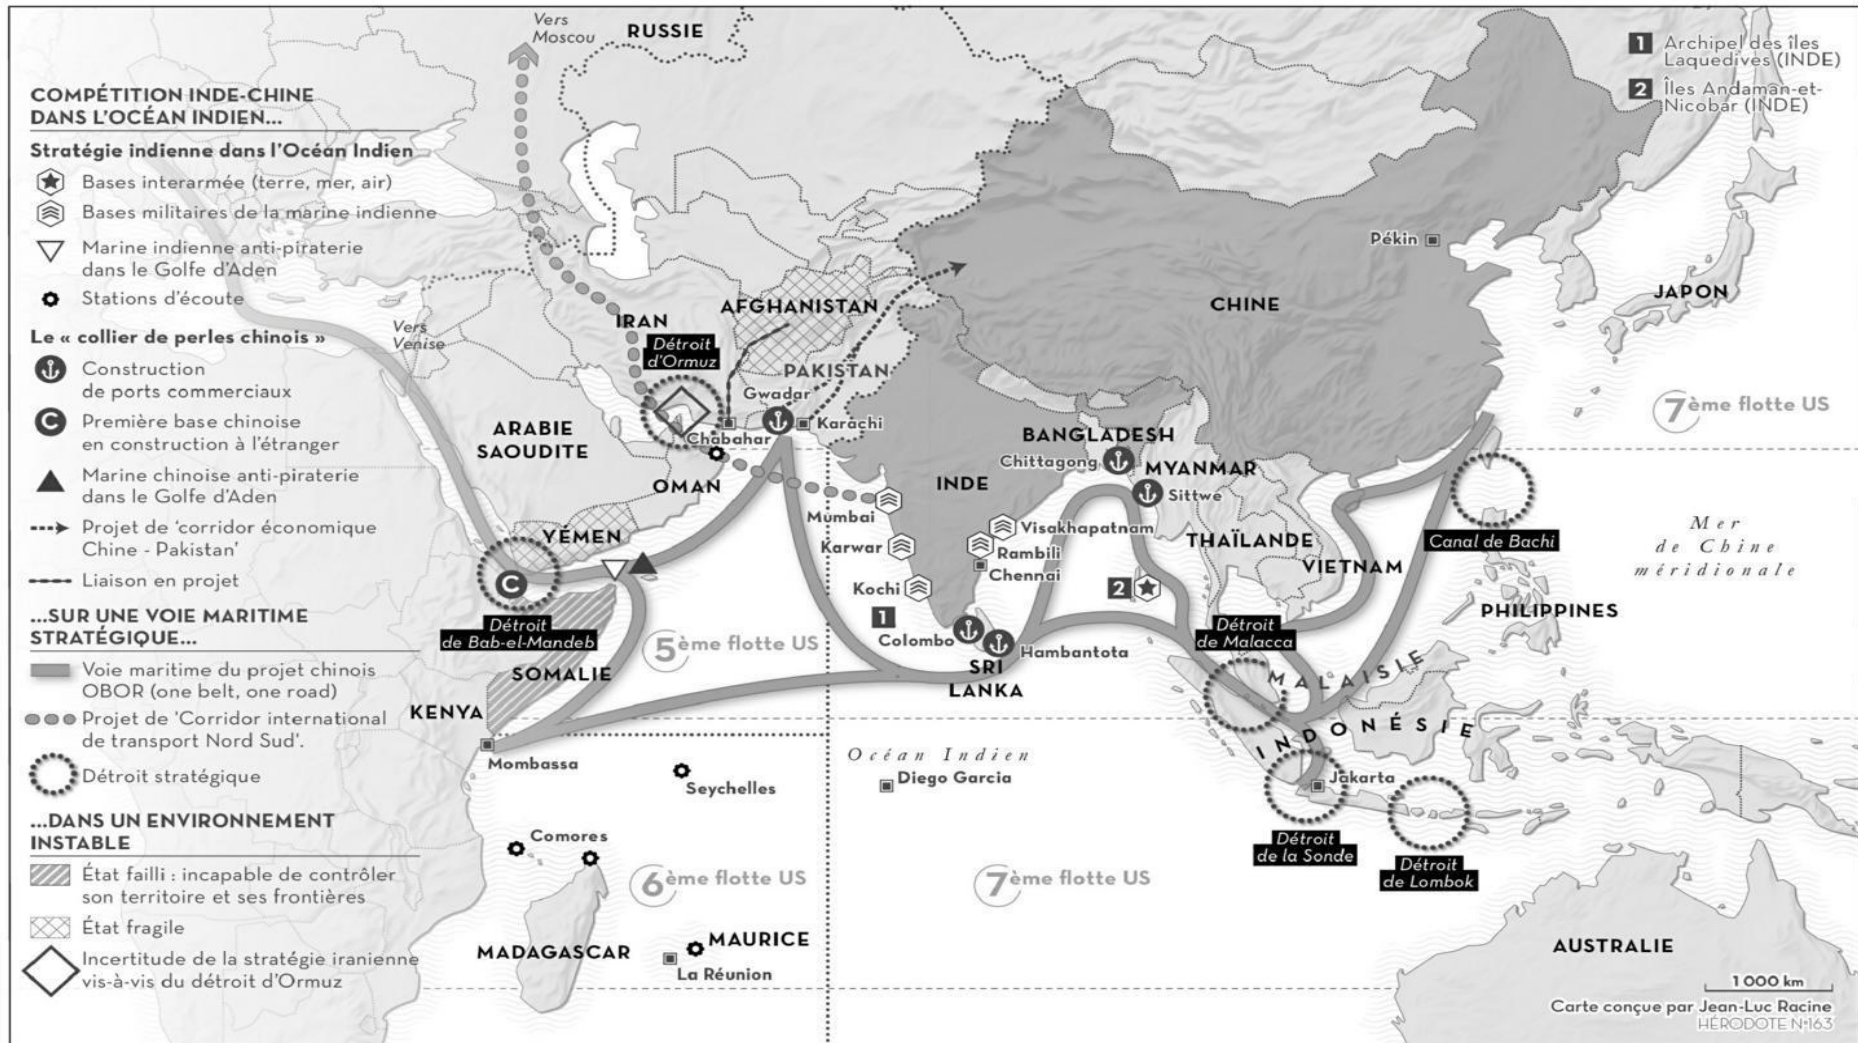 COMPÉTITION INDE-CHINE
DANS L'OCÉAN INDIEN...
Stratégie indienne dans l'Océan Indien
Bases interarmée (terre, mer, air)
Bases militaires de la marine indienne
Marine indienne anti-piraterie
dans le Golfe d'Aden
Stations d'écoute
Le « collier de perles chinois »
Construction
de ports commerciaux
C Première base chinoise
en construction à l'étranger
Marine chinoise anti-piraterie
dans le Golfe d'Aden
Projet de 'corridor économique
Chine - Pakistan'
Liaison en projet
...SUR UNE VOIE MARITIME
STRATÉGIQUE...
Voie maritime du projet chinois
OBOR (one belt, one road)
Projet de 'Corridor international
de transport Nord Sud'.
Détroit stratégique
...DANS UN ENVIRONNEMENT
INSTABLE
État failli : incapable de contrôler
son territoire et ses frontières
État fragile
Incertitude de la stratégie iranienne
vis-à-vis du détroit d'Ormuz
Vers
Moscou
RUSSIE
1 Archipel des îles
Laquedives (INDE)
2 Îles Andaman-et-
Nicobar (INDE)
Pékin
CHINE
JAPON
AFGHANISTAN
IRAN
Vers
Venise
Détroit
d'Ormuz
PAKISTAN
Gwadar
Chabahar
Karachi
ARABIE
SAOUDITE
OMAN
YÉMEN
C
Détroit
de Bab-el-Mandeb
SOMALIE
KENYA
Mombassa
5ème flotte US
INDE
Mumbai
Karwar
Kochi
1
Visakhapatnam
Rambili
Chennai
Colombo
Hambantota
SRI
LANKA
BANGLADESH
Chittagong
MYANMAR
Sittwé
2
THAÏLANDE
VIETNAM
Canal de Bachi
7ème flotte US
Mer
de Chine
méridionale
PHILIPPINES
Détroit
de Malacca
MALAISIE
INDONÉSIE
Jakarta
Détroit
de la Sonde
Détroit
de Lombok
Océan Indien
Diego Garcia
Seychelles
Comores
6ème flotte US
7ème flotte US
MADAGASCAR
MAURICE
La Réunion
AUSTRALIE
1 000 km
Carte conçue par Jean-Luc Racine
HÉRODOTE N°163